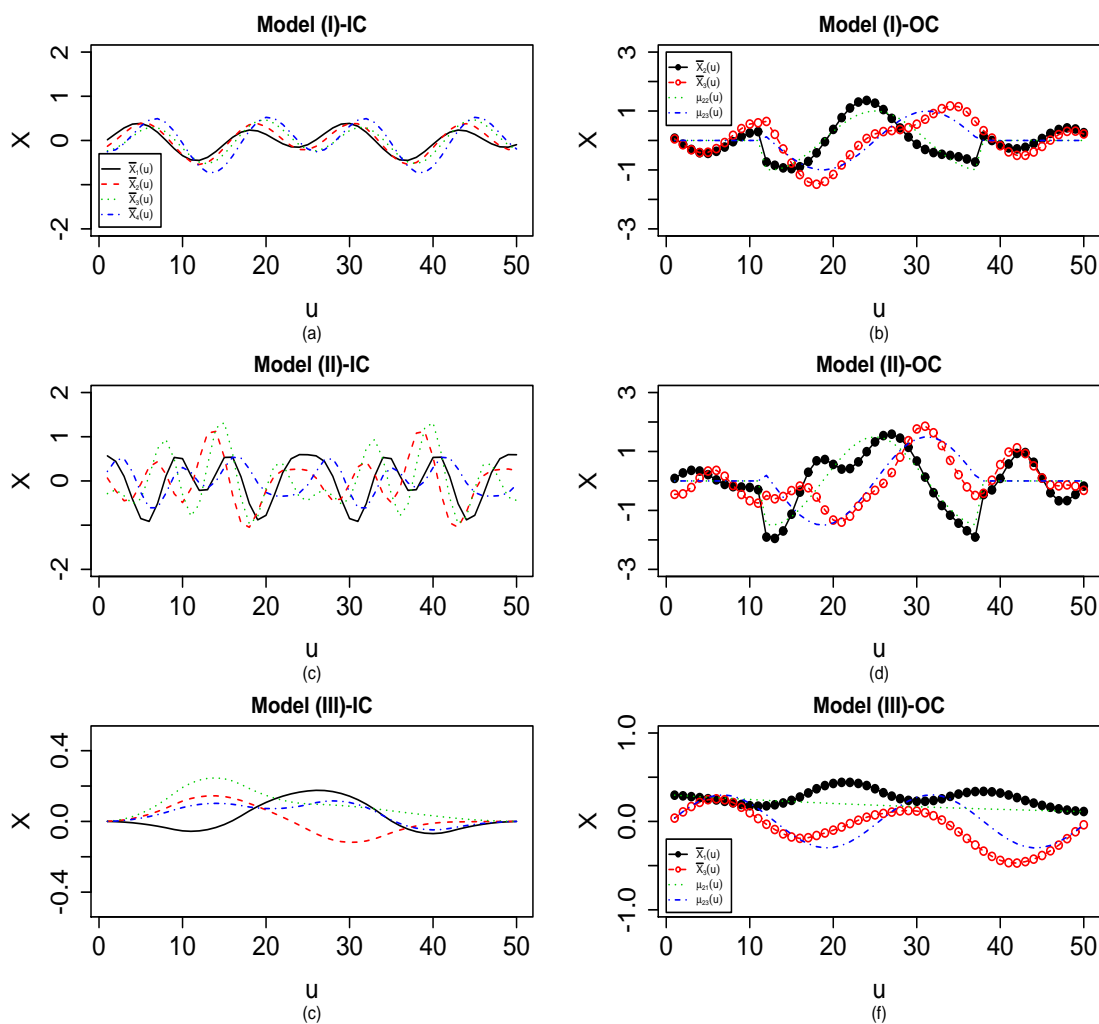 Model (I)-IC
X
2
0
-2
X̅₁(u)
X̅₂(u)
X̅₃(u)
X̅₄(u)
0 10 20 30 40 50
u
(a)
Model (I)-OC
X
3
1
-1
-3
X̅₂(u)
X̅₃(u)
μ₂₂(u)
μ₂₃(u)
0 10 20 30 40 50
u
(b)
Model (II)-IC
X
2
1
0
-2
0 10 20 30 40 50
u
(c)
Model (II)-OC
X
3
1
-1
-3
0 10 20 30 40 50
u
(d)
Model (III)-IC
X
0.4
0.0
-0.4
0 10 20 30 40 50
u
(c)
Model (III)-OC
X
1.0
0.0
-1.0
X̅₁(u)
X̅₃(u)
μ₂₁(u)
μ₂₃(u)
0 10 20 30 40 50
u
(f)